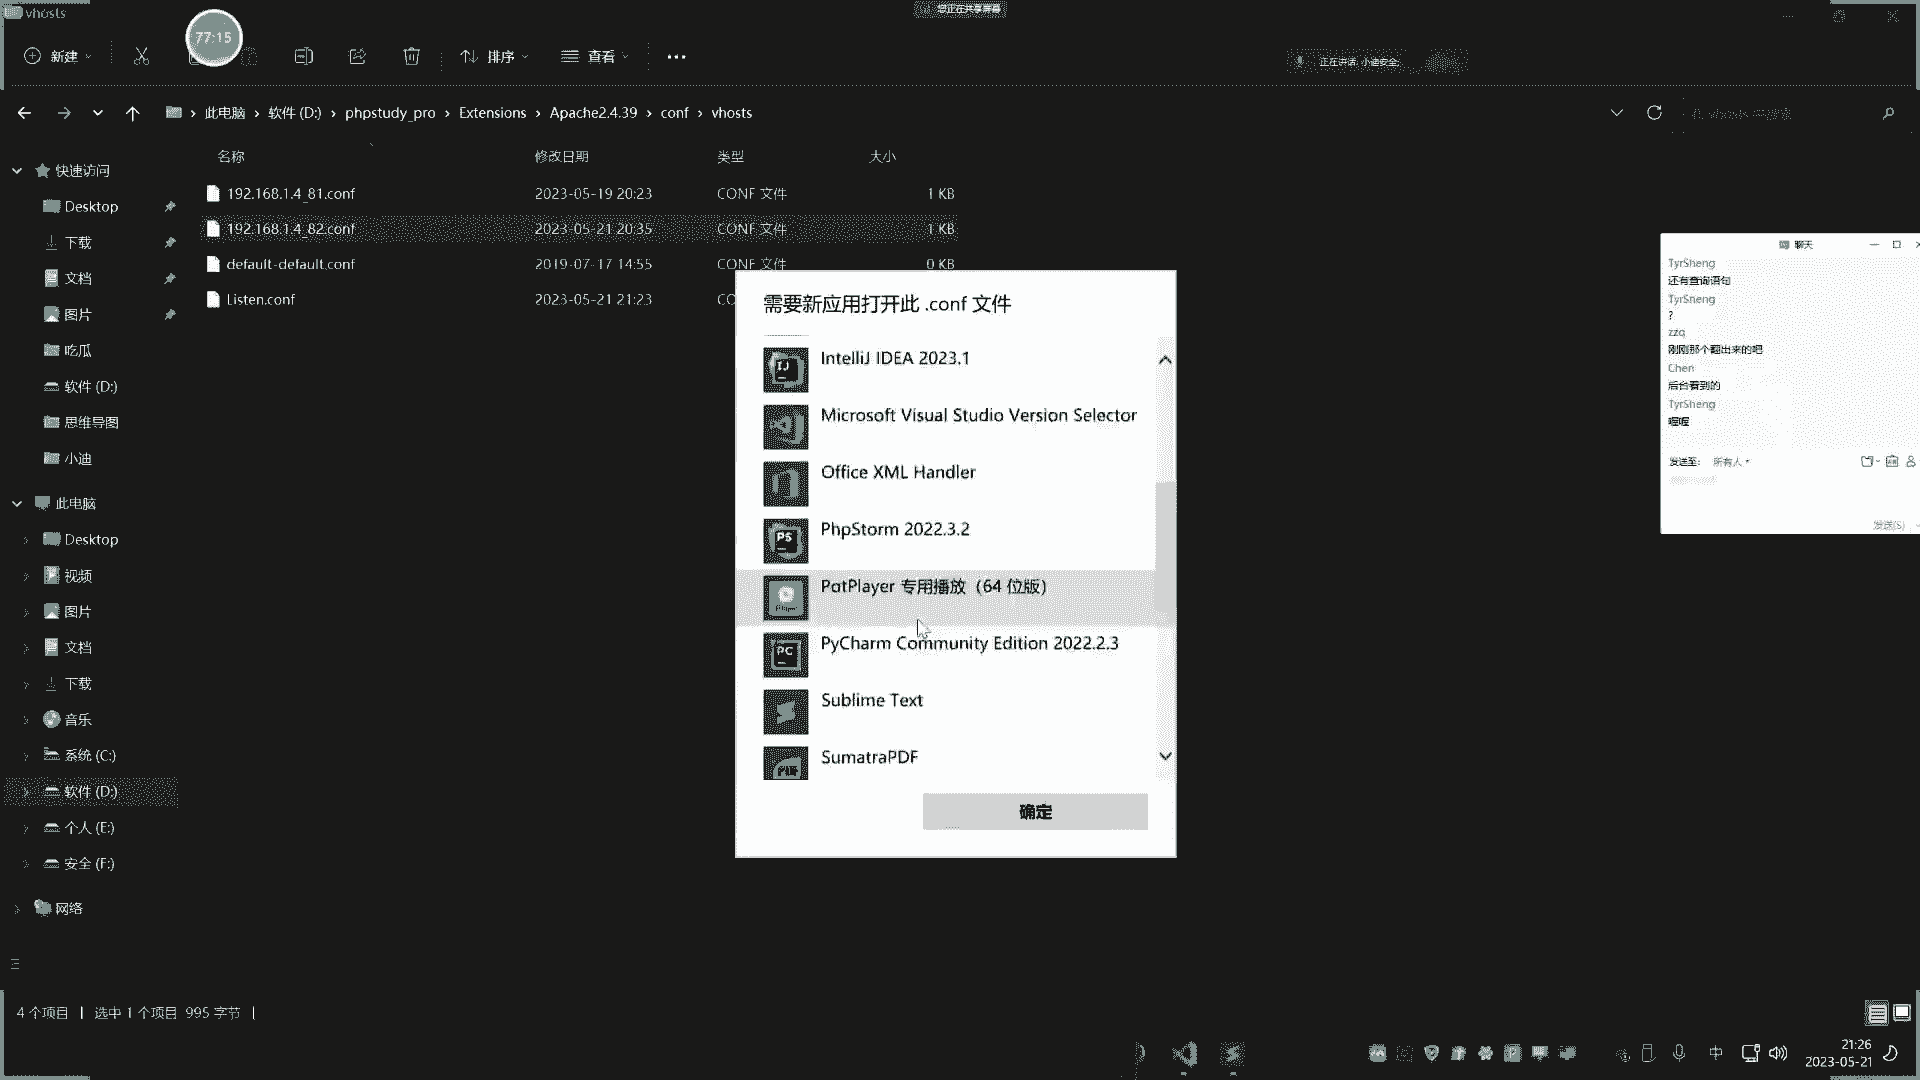 vhosts
您正在共享屏幕
77:15
新建
排序
查看
正在讲话: 小迪安全;
此电脑 › 软件 (D:) › phpstudy_pro › Extensions › Apache2.4.39 › conf › vhosts
名称 修改日期 类型 大小
192.168.1.4_81.conf 2023-05-19 20:23 CONF 文件 1 KB
192.168.1.4_82.conf 2023-05-21 20:35 CONF 文件 1 KB
default-default.conf 2019-07-17 14:55 CONF 文件 0 KB
Listen.conf 2023-05-21 21:23 CO
快速访问
Desktop
下载
文档
图片
吃瓜
软件 (D:)
思维导图
小迪
此电脑
Desktop
视频
图片
文档
下载
音乐
系统 (C:)
软件 (D:)
个人 (E:)
安全 (F:)
网络
需要新应用打开此 .conf 文件
IntelliJ IDEA 2023.1
Microsoft Visual Studio Version Selector
Office XML Handler
PhpStorm 2022.3.2
PotPlayer 专用播放（64 位版）
PyCharm Community Edition 2022.2.3
Sublime Text
SumatraPDF
确定
聊天
TyrSheng
还有查询语句
TyrSheng
?
zzq
刚刚那个翻出来的吧
Chen
后台看到的
TyrSheng
喔喔
发送至: 所有人
发送(S)
4 个项目 | 选中 1 个项目 995 字节 |
中
21:26
2023-05-21